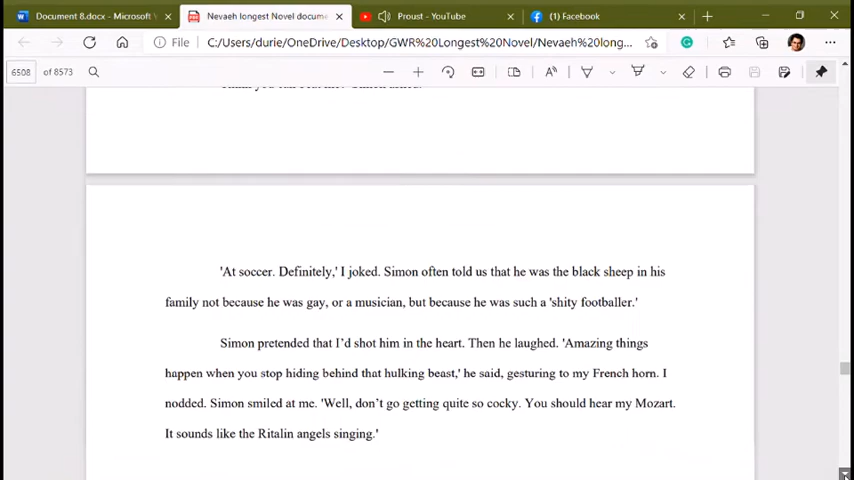 Document 8.docx - Microsoft V
Nevaeh longest Novel docume
Proust - YouTube
(1) Facebook
File
C:/Users/durie/OneDrive/Desktop/GWR%20Longest%20Novel/Nevaeh%20long...
6508 of 8573
'At soccer. Definitely,' I joked. Simon often told us that he was the black sheep in his
family not because he was gay, or a musician, but because he was such a 'shity footballer.'
Simon pretended that I'd shot him in the heart. Then he laughed. 'Amazing things
happen when you stop hiding behind that hulking beast,' he said, gesturing to my French horn. I
nodded. Simon smiled at me. 'Well, don't go getting quite so cocky. You should hear my Mozart.
It sounds like the Ritalin angels singing.'